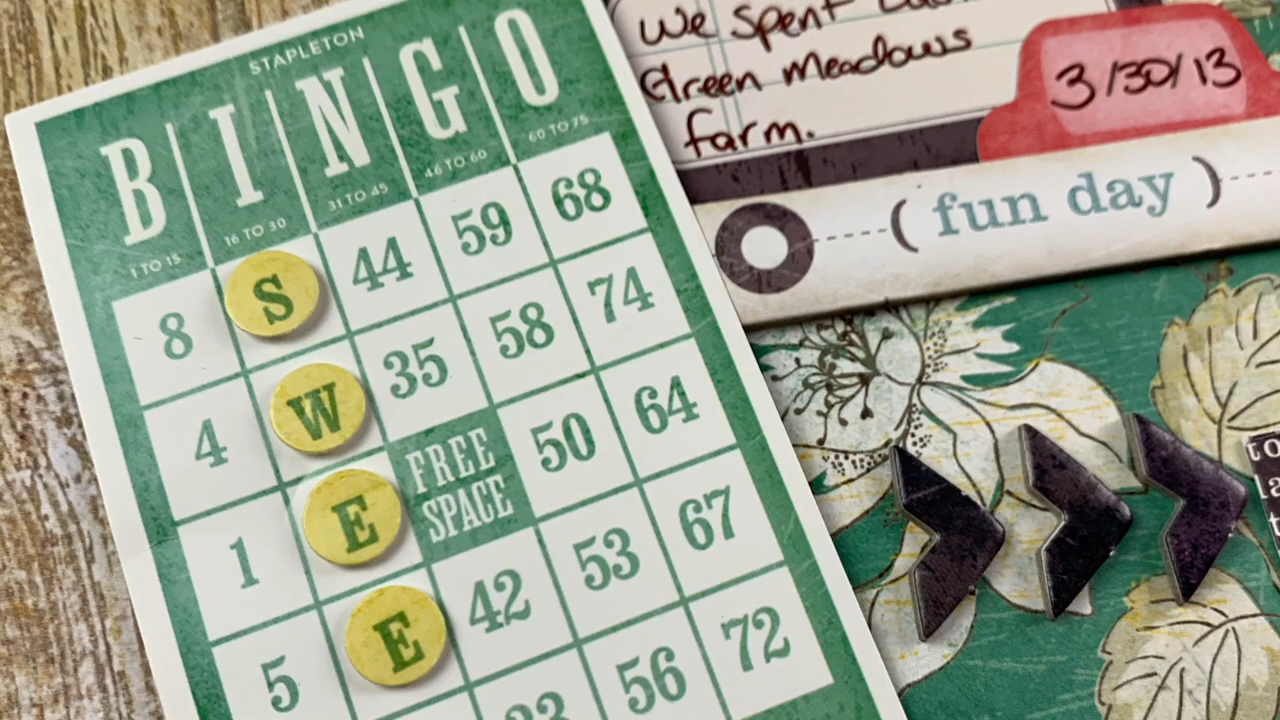 STAPLETON
BINGO
1 TO 15 16 TO 30 31 TO 45 46 TO 60 60 TO 75
8 S 44 59 68
4 W 35 58 74
1 E FREE SPACE 50 64
5 E 42 53 67
56 72
We spent
Green Meadows
farm.
3/30/13
( fun day )